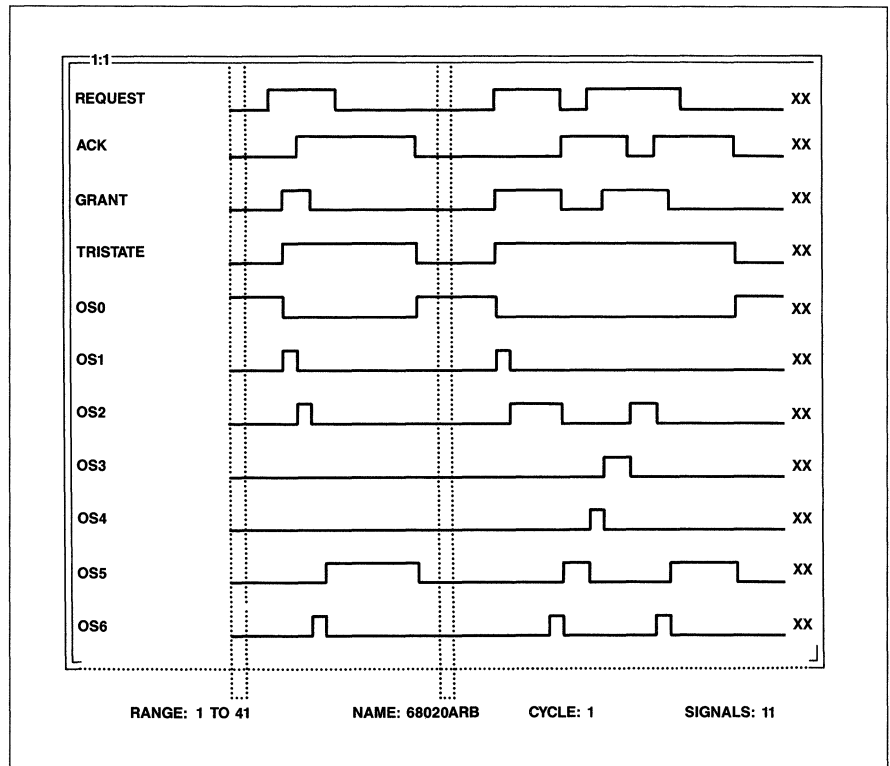 1:1
REQUEST XX
ACK XX
GRANT XX
TRISTATE XX
OS0 XX
OS1 XX
OS2 XX
OS3 XX
OS4 XX
OS5 XX
OS6 XX
RANGE: 1 TO 41 NAME: 68020ARB CYCLE: 1 SIGNALS: 11